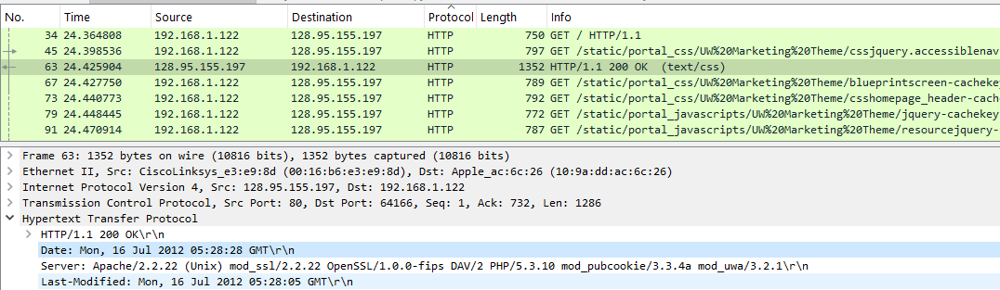 No. Time Source Destination Protocol Length Info
34 24.364808 192.168.1.122 128.95.155.197 HTTP 750 GET / HTTP/1.1
45 24.398536 192.168.1.122 128.95.155.197 HTTP 797 GET /static/portal_css/UW%20Marketing%20Theme/cssjquery.accessiblenav
63 24.425904 128.95.155.197 192.168.1.122 HTTP 1352 HTTP/1.1 200 OK (text/css)
67 24.427750 192.168.1.122 128.95.155.197 HTTP 789 GET /static/portal_css/UW%20Marketing%20Theme/blueprintscreen-cachekey
73 24.440773 192.168.1.122 128.95.155.197 HTTP 792 GET /static/portal_css/UW%20Marketing%20Theme/csshomepage_header-cache
79 24.448445 192.168.1.122 128.95.155.197 HTTP 772 GET /static/portal_javascripts/UW%20Marketing%20Theme/jquery-cachekey
91 24.470914 192.168.1.122 128.95.155.197 HTTP 787 GET /static/portal_javascripts/UW%20Marketing%20Theme/resourcejquery-
Frame 63: 1352 bytes on wire (10816 bits), 1352 bytes captured (10816 bits)
Ethernet II, Src: CiscoLinksys_e3:e9:8d (00:16:b6:e3:e9:8d), Dst: Apple_ac:6c:26 (10:9a:dd:ac:6c:26)
Internet Protocol Version 4, Src: 128.95.155.197, Dst: 192.168.1.122
Transmission Control Protocol, Src Port: 80, Dst Port: 64166, Seq: 1, Ack: 732, Len: 1286
Hypertext Transfer Protocol
HTTP/1.1 200 OK\r\n
Date: Mon, 16 Jul 2012 05:28:28 GMT\r\n
Server: Apache/2.2.22 (Unix) mod_ssl/2.2.22 OpenSSL/1.0.0-fips DAV/2 PHP/5.3.10 mod_pubcookie/3.3.4a mod_uwa/3.2.1\r\n
Last-Modified: Mon, 16 Jul 2012 05:28:05 GMT\r\n